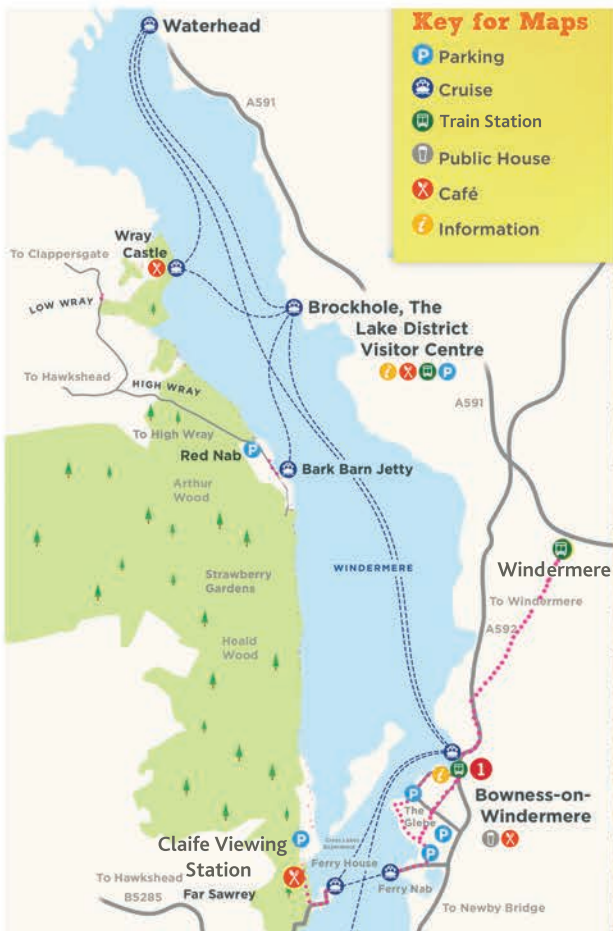 Waterhead
Key for Maps
Parking
Cruise
Train Station
Public House
Café
Information
A591
Wray
Castle
To Clappersgate
LOW WRAY
Brockhole, The
Lake District
Visitor Centre
To Hawkshead
HIGH WRAY
A591
To High Wray
Red Nab
Bark Barn Jetty
Arthur
Wood
WINDERMERE
Windermere
Strawberry
Gardens
To Windermere
A592
Heald
Wood
1
Bowness-on-
Windermere
The
Glebe
Claife Viewing
Station
Cross Lakes
Experience
Ferry House
To Hawkshead
B5285
Far Sawrey
Ferry Nab
To Newby Bridge